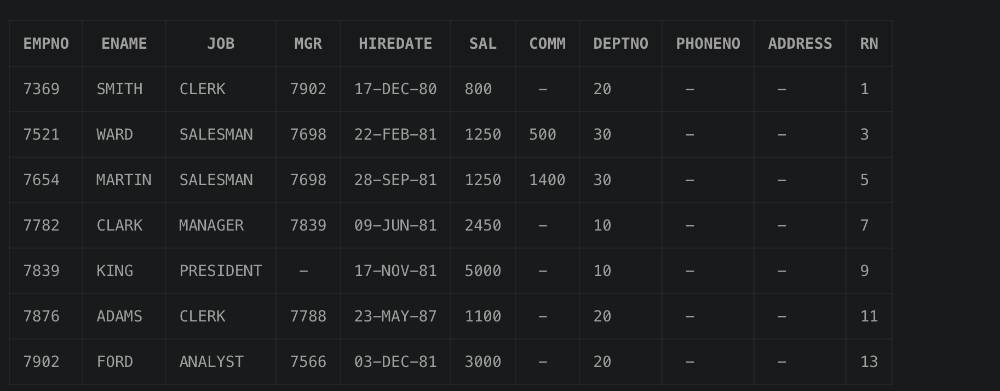 EMPNO ENAME JOB MGR HIREDATE SAL COMM DEPTNO PHONENO ADDRESS RN
7369 SMITH CLERK 7902 17-DEC-80 800 - 20 - - 1
7521 WARD SALESMAN 7698 22-FEB-81 1250 500 30 - - 3
7654 MARTIN SALESMAN 7698 28-SEP-81 1250 1400 30 - - 5
7782 CLARK MANAGER 7839 09-JUN-81 2450 - 10 - - 7
7839 KING PRESIDENT - 17-NOV-81 5000 - 10 - - 9
7876 ADAMS CLERK 7788 23-MAY-87 1100 - 20 - - 11
7902 FORD ANALYST 7566 03-DEC-81 3000 - 20 - - 13